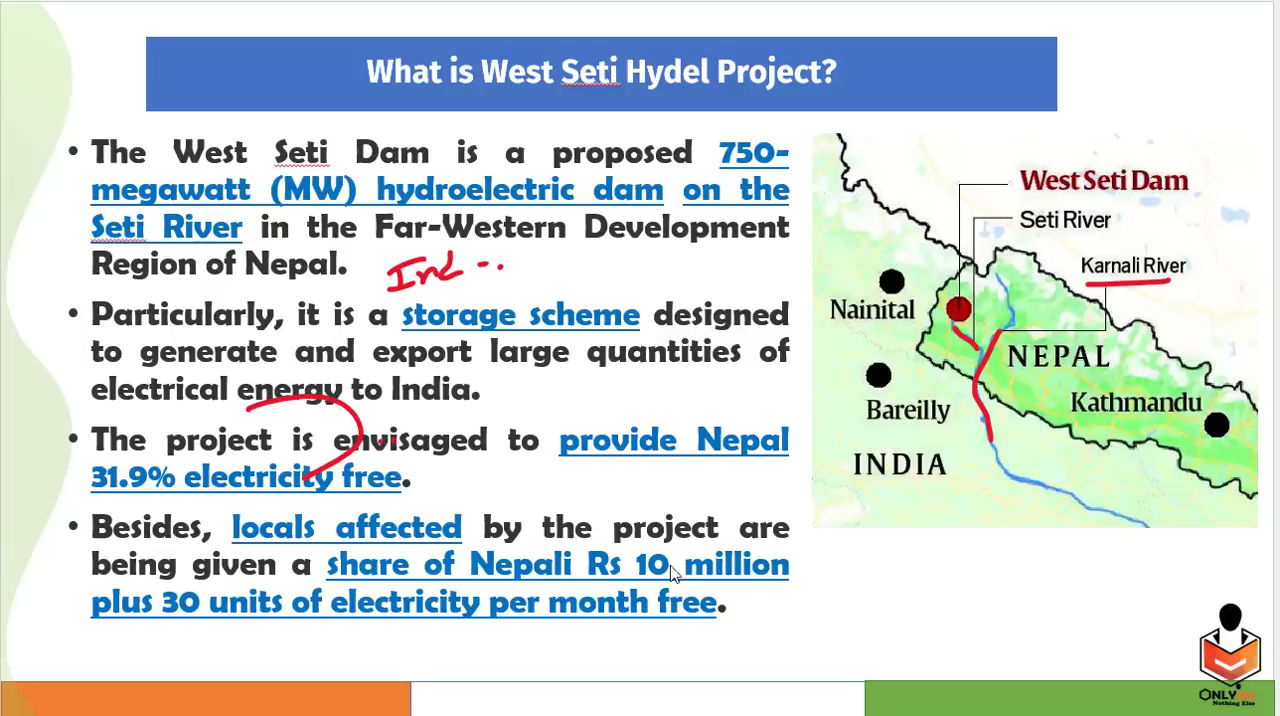 What is West Seti Hydel Project?
• The West Seti Dam is a proposed 750-
megawatt (MW) hydroelectric dam on the
Seti River in the Far-Western Development
Region of Nepal.
Ind
• Particularly, it is a storage scheme designed
to generate and export large quantities of
electrical energy to India.
• The project is envisaged to provide Nepal
31.9% electricity free.
• Besides, locals affected by the project are
being given a share of Nepali Rs 10 million
plus 30 units of electricity per month free.
West Seti Dam
Seti River
Karnali River
Nainital
NEPAL
Bareilly
Kathmandu
INDIA
ONLYIAS
Nothing Else